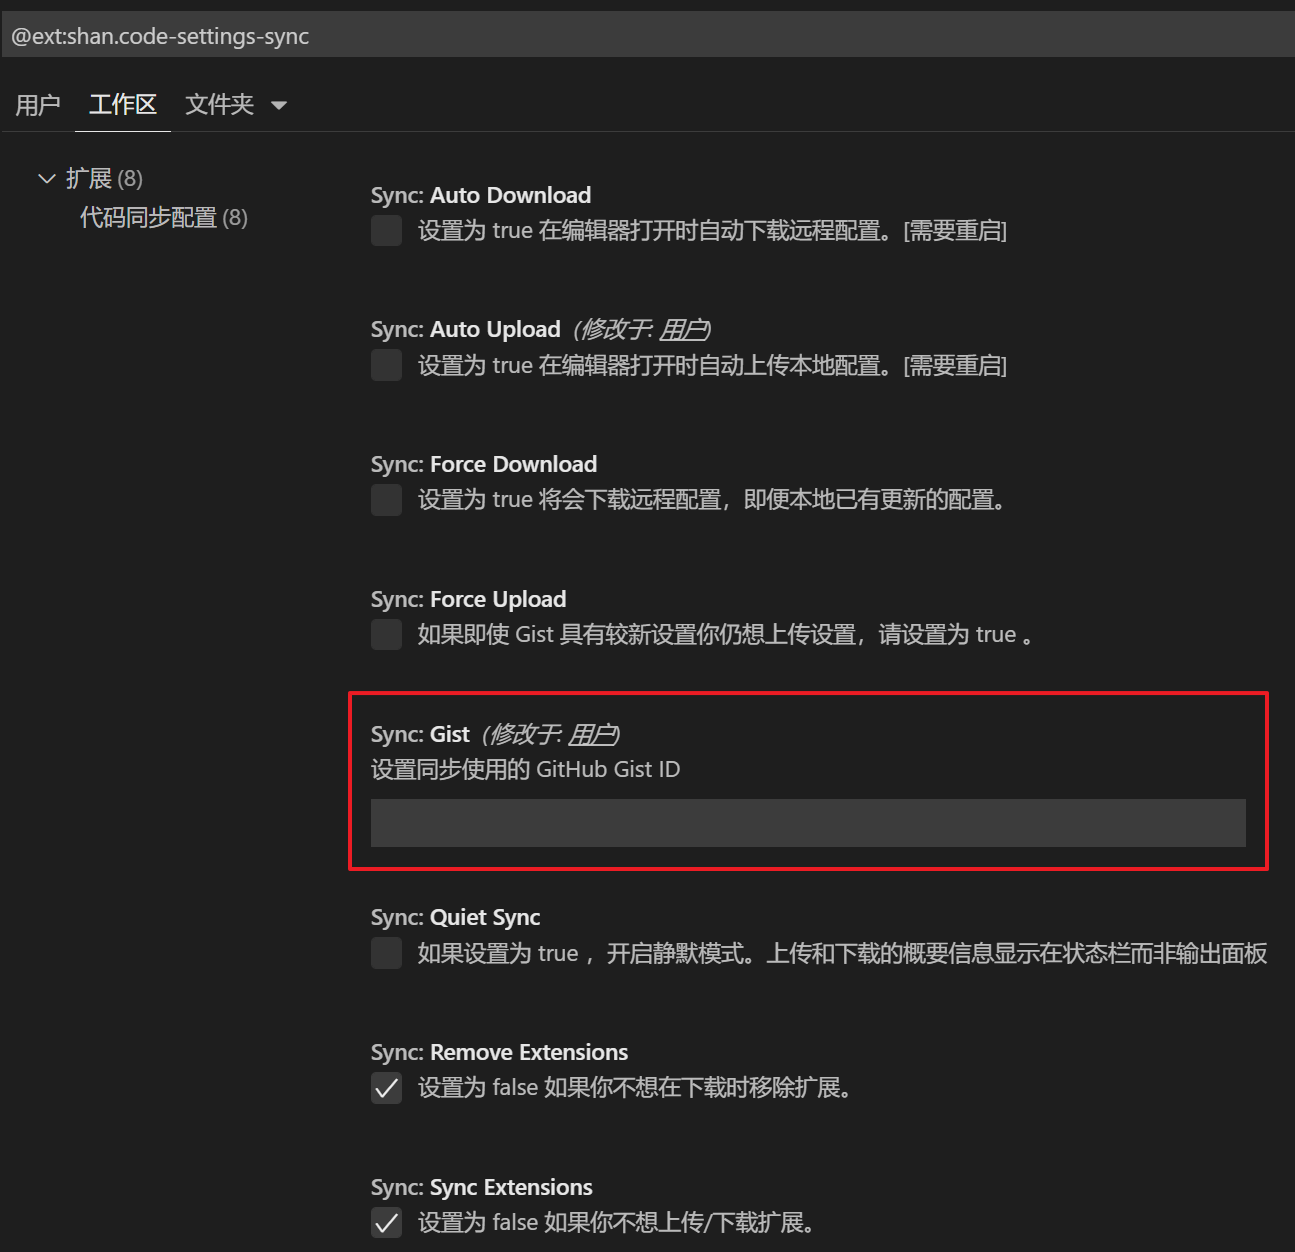 @ext:shan.code-settings-sync
用户 工作区 文件夹
扩展 (8)
代码同步配置 (8)
Sync: Auto Download
设置为 true 在编辑器打开时自动下载远程配置。[需要重启]
Sync: Auto Upload (修改于: 用户)
设置为 true 在编辑器打开时自动上传本地配置。[需要重启]
Sync: Force Download
设置为 true 将会下载远程配置，即便本地已有更新的配置。
Sync: Force Upload
如果即使 Gist 具有较新设置你仍想上传设置，请设置为 true 。
Sync: Gist (修改于: 用户)
设置同步使用的 GitHub Gist ID
Sync: Quiet Sync
如果设置为 true ，开启静默模式。上传和下载的概要信息显示在状态栏而非输出面板
Sync: Remove Extensions
设置为 false 如果你不想在下载时移除扩展。
Sync: Sync Extensions
设置为 false 如果你不想上传/下载扩展。